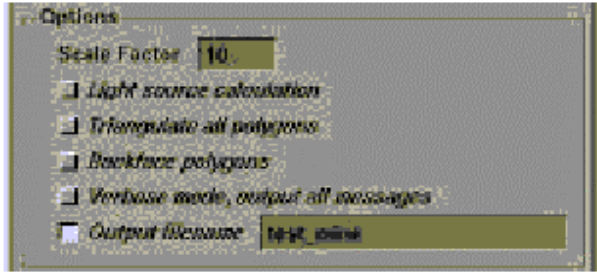 Options
Scale Factor 10.
Light source calculation
Triangulate all polygons
Backface polygons
Verbose mode, output all messages
Output filename